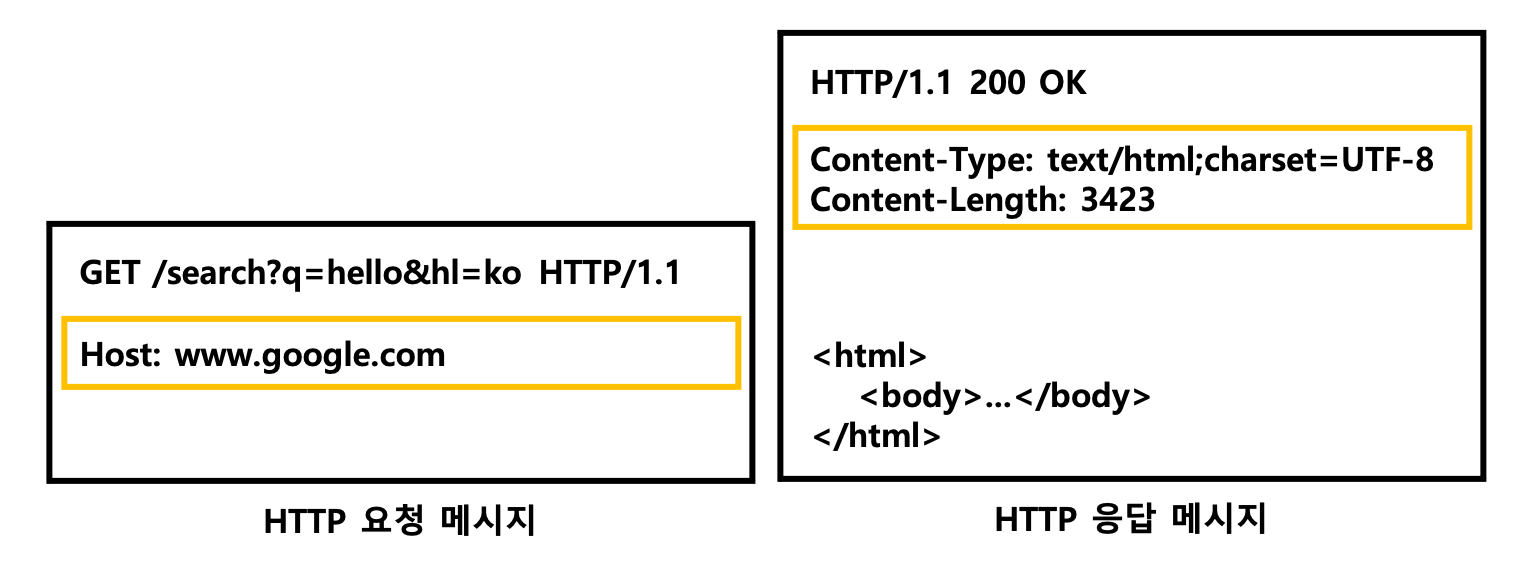 GET /search?q=hello&hl=ko HTTP/1.1
Host: www.google.com
HTTP 요청 메시지
HTTP/1.1 200 OK
Content-Type: text/html;charset=UTF-8
Content-Length: 3423
<html>
<body>...</body>
</html>
HTTP 응답 메시지